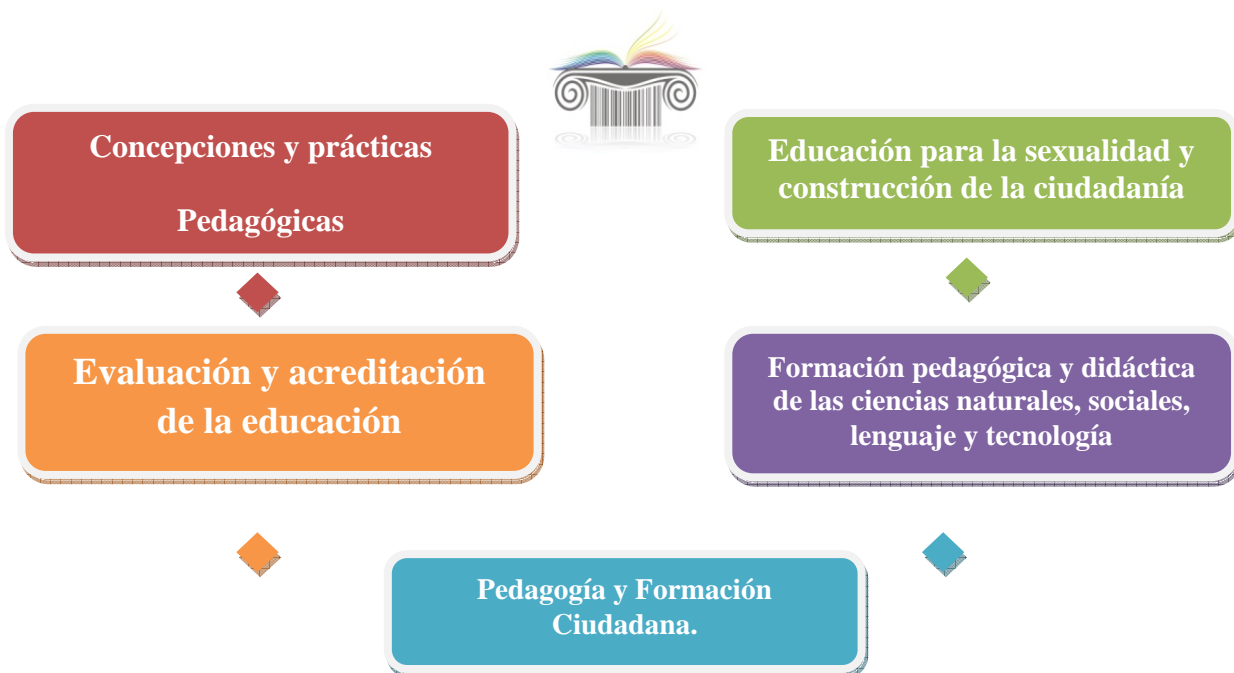 Concepciones y prácticas
Pedagógicas
Educación para la sexualidad y
construcción de la ciudadanía
Evaluación y acreditación
de la educación
Formación pedagógica y didáctica
de las ciencias naturales, sociales,
lenguaje y tecnología
Pedagogía y Formación
Ciudadana.